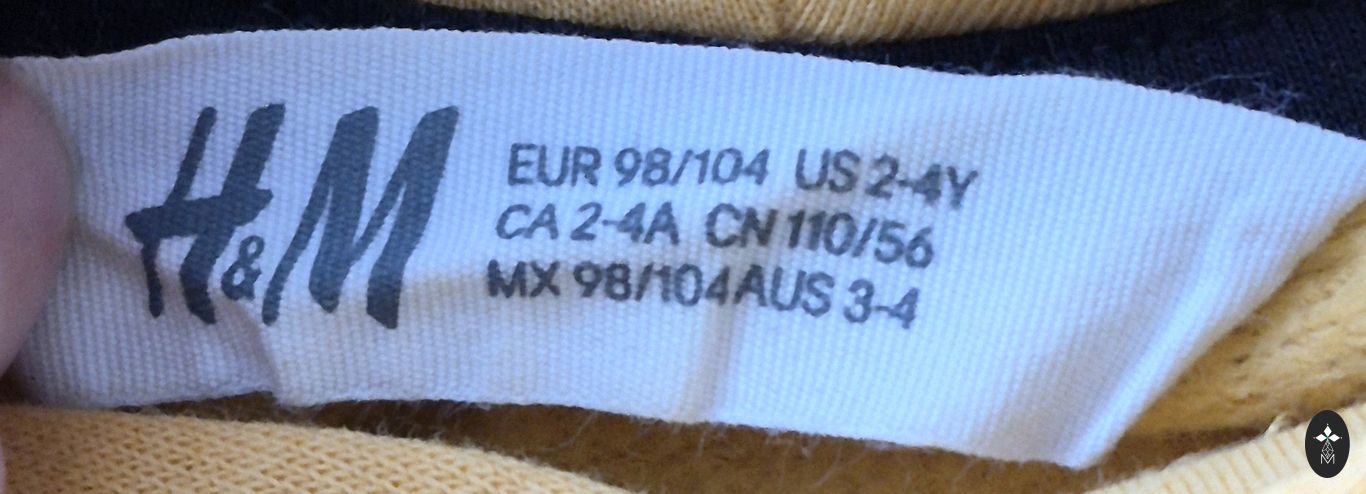 H&M
EUR 98/104 US 2-4Y
CA 2-4A CN 110/56
MX 98/104AUS 3-4
M